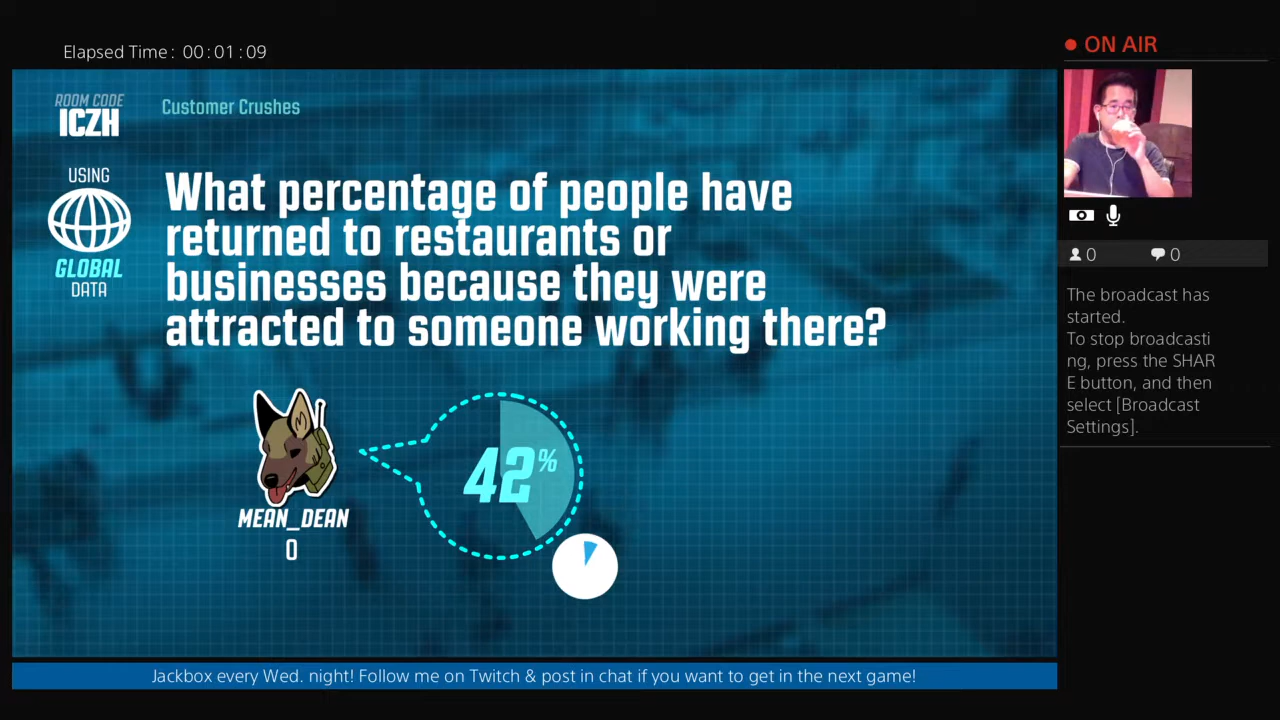 Elapsed Time: 00:01:09
ON AIR
ROOM CODE
ICZH
Customer Crushes
USING
GLOBAL
DATA
What percentage of people have
returned to restaurants or
businesses because they were
attracted to someone working there?
42%
MEAN_DEAN
0
0
0
The broadcast has
started.
To stop broadcasti
ng, press the SHAR
E button, and then
select [Broadcast
Settings].
Jackbox every Wed. night! Follow me on Twitch & post in chat if you want to get in the next game!